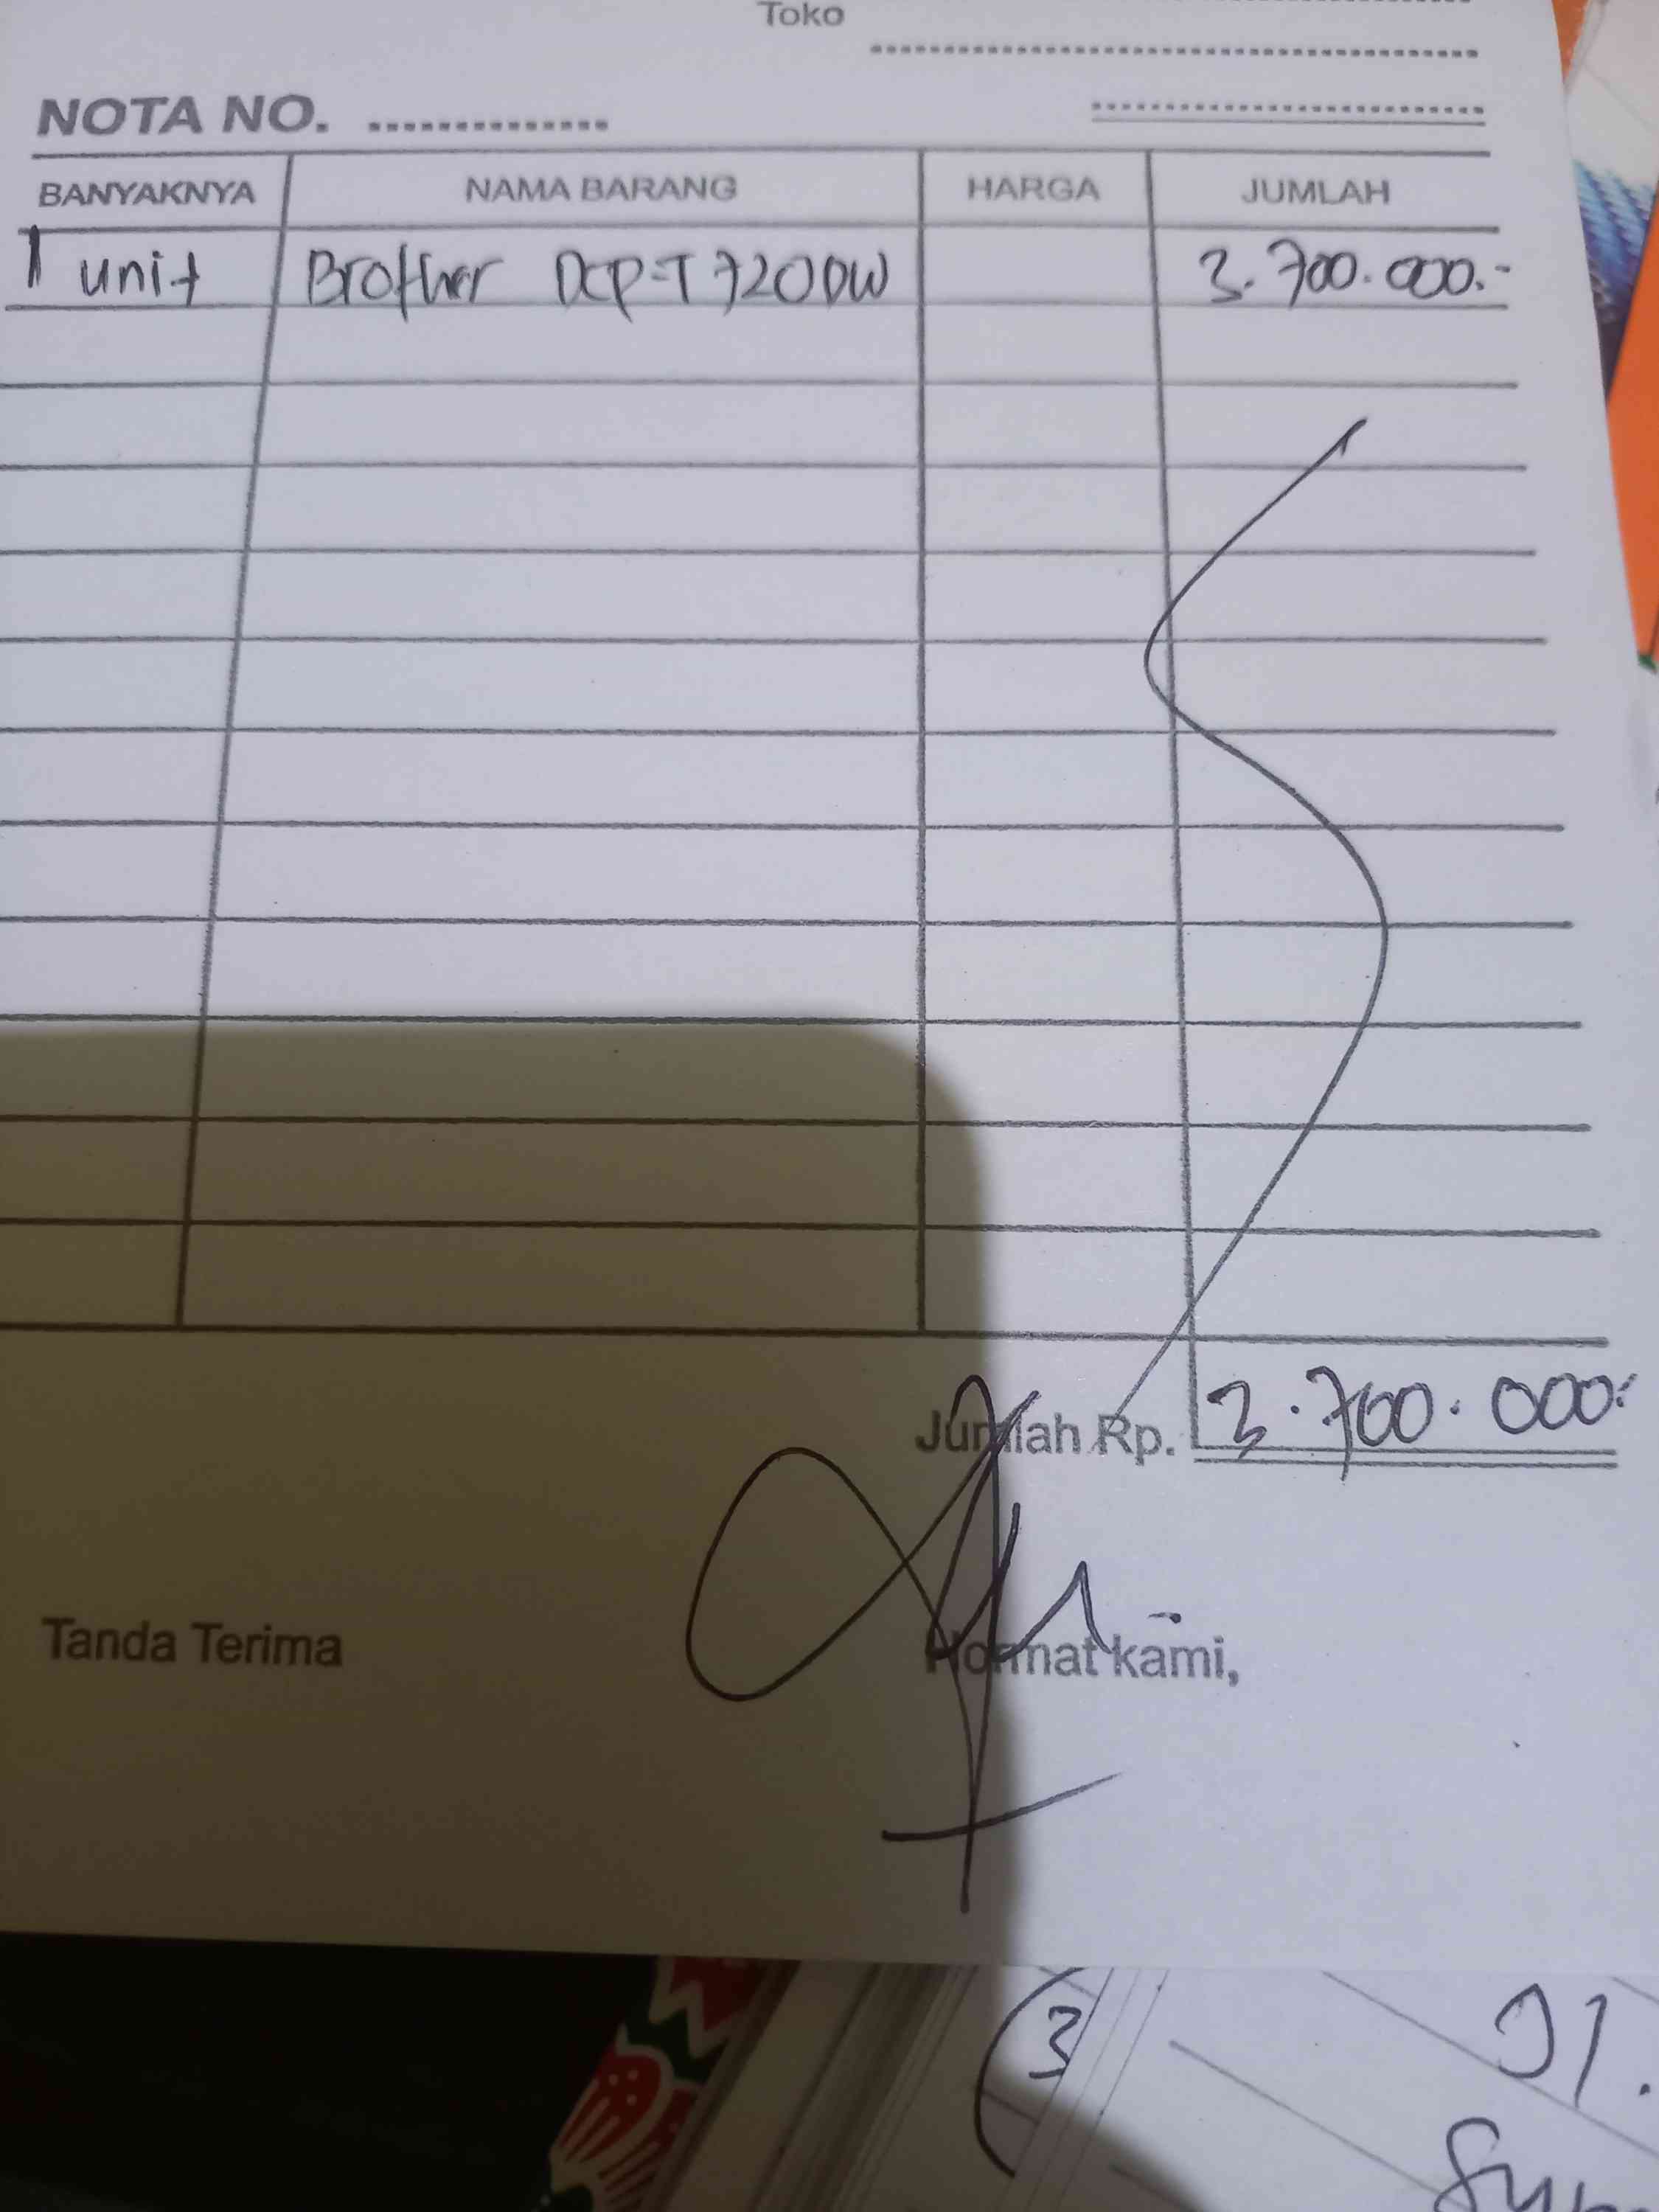 Toko
NOTA NO.
BANYAKNYA NAMA BARANG HARGA JUMLAH
1 unit Brother DCP-T720DW 3.700.000.-
Jumlah Rp. 3.700.000.-
Tanda Terima Hormat kami,
3